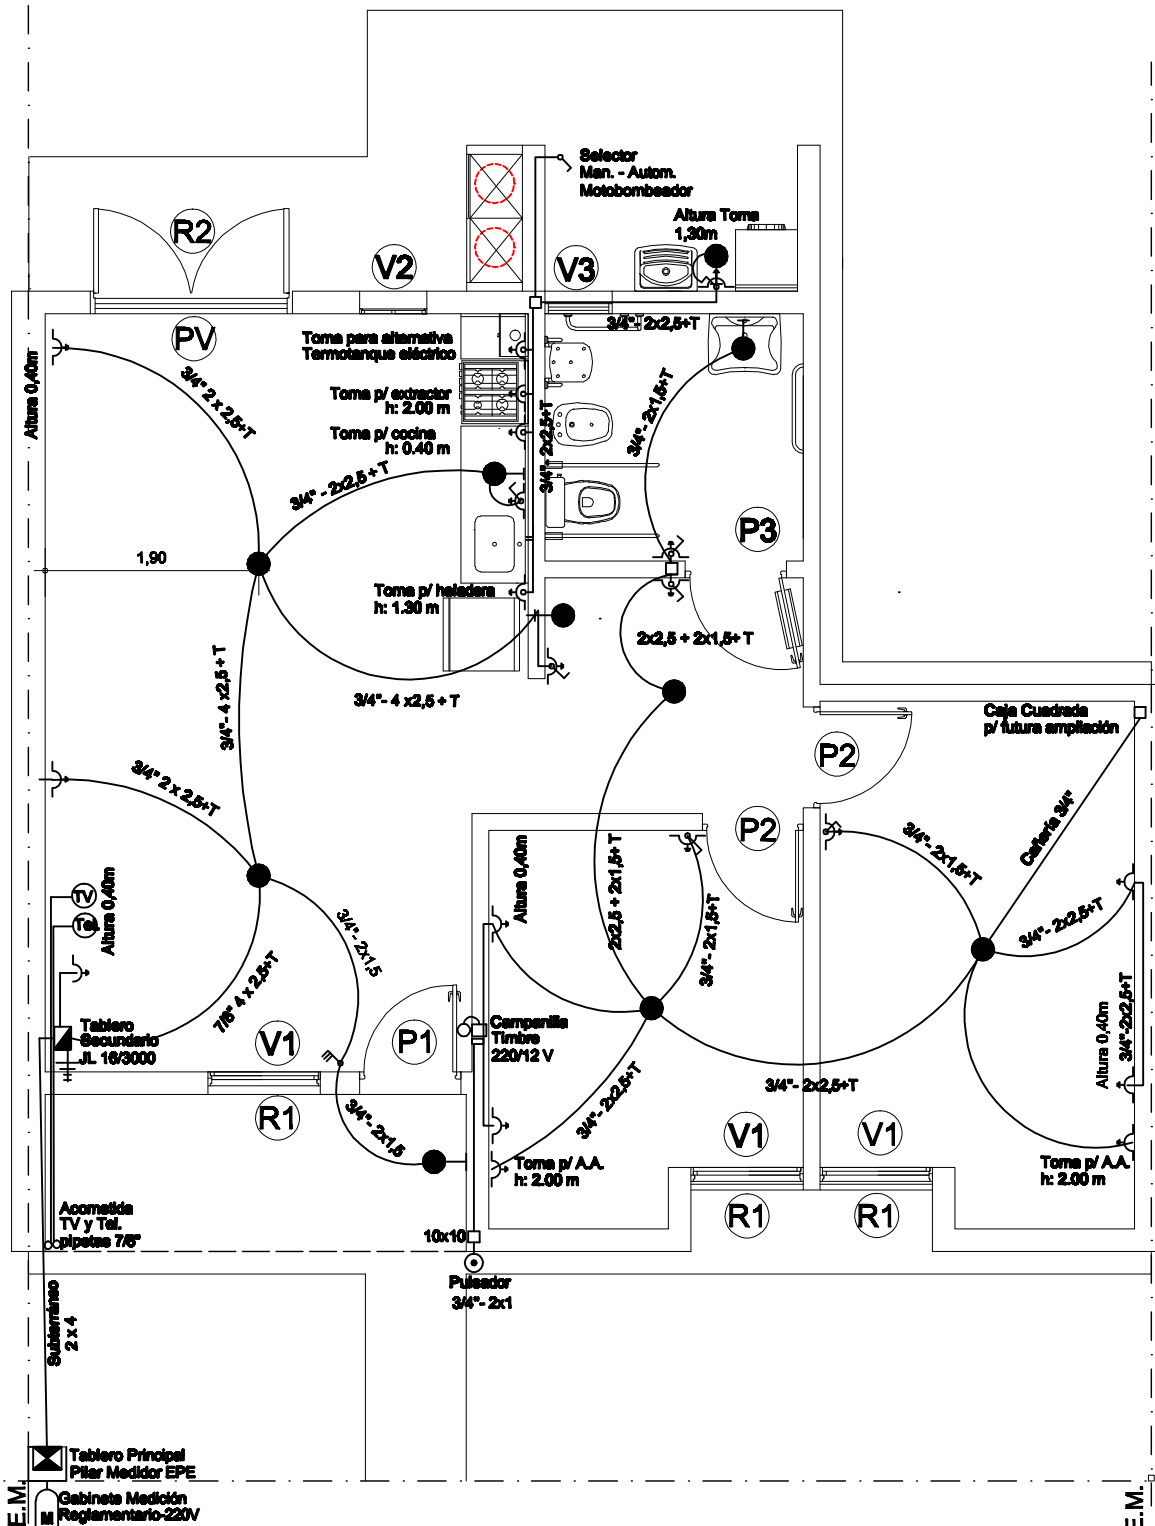 Selector
Man. - Autom.
Motobombeador
Altura Toma
1,30m
R2
V2
V3
3/4"- 2x2,5+T
PV
Toma para alternativa
Termotanque eléctrico
Altura 0,40m
3/4" 2 x 2,5+T
Toma p/ extractor
h: 2.00 m
Toma p/ cocina
h: 0.40 m
3/4"- 2x2,5+T
3/4"- 2x1,5+T
3/4" - 2x2,5 + T
P3
1,90
Toma p/ heladera
h: 1.30 m
2x2,5 + 2x1,5+ T
3/4"- 4 x2,5 + T
3/4"- 4 x2,5 + T
Caja Cuadrada
p/ futura ampliación
P2
3/4" 2 x 2,5+T
P2
Cañería 3/4"
3/4"- 2x1,5+T
TV
Tel.
Altura 0,40m
Altura 0,40m
2x2,5 + 2x1,5+ T
3/4"- 2x1,5+T
3/4"- 2x1,5
3/4"- 2x2,5+T
7/8" 4 x 2,5+T
Tablero
Secundario
JL 16/3000
V1
P1
Campanilla
Timbre
220/12 V
Altura 0,40m
3/4"-2x2,5+T
3/4"- 2x2,5+T
3/4"- 2x2,5+T
R1
3/4"- 2x1,5
V1
V1
Toma p/ A.A.
h: 2.00 m
Toma p/ A.A.
h: 2.00 m
R1
R1
Acometida
TV y Tel.
pipetas 7/8"
10x10
Pulsador
3/4"- 2x1
Subterráneo
2 x 4
Tablero Principal
Pilar Medidor EPE
Gabinete Medición
Reglamentario-220V
M
E.M.
E.M.